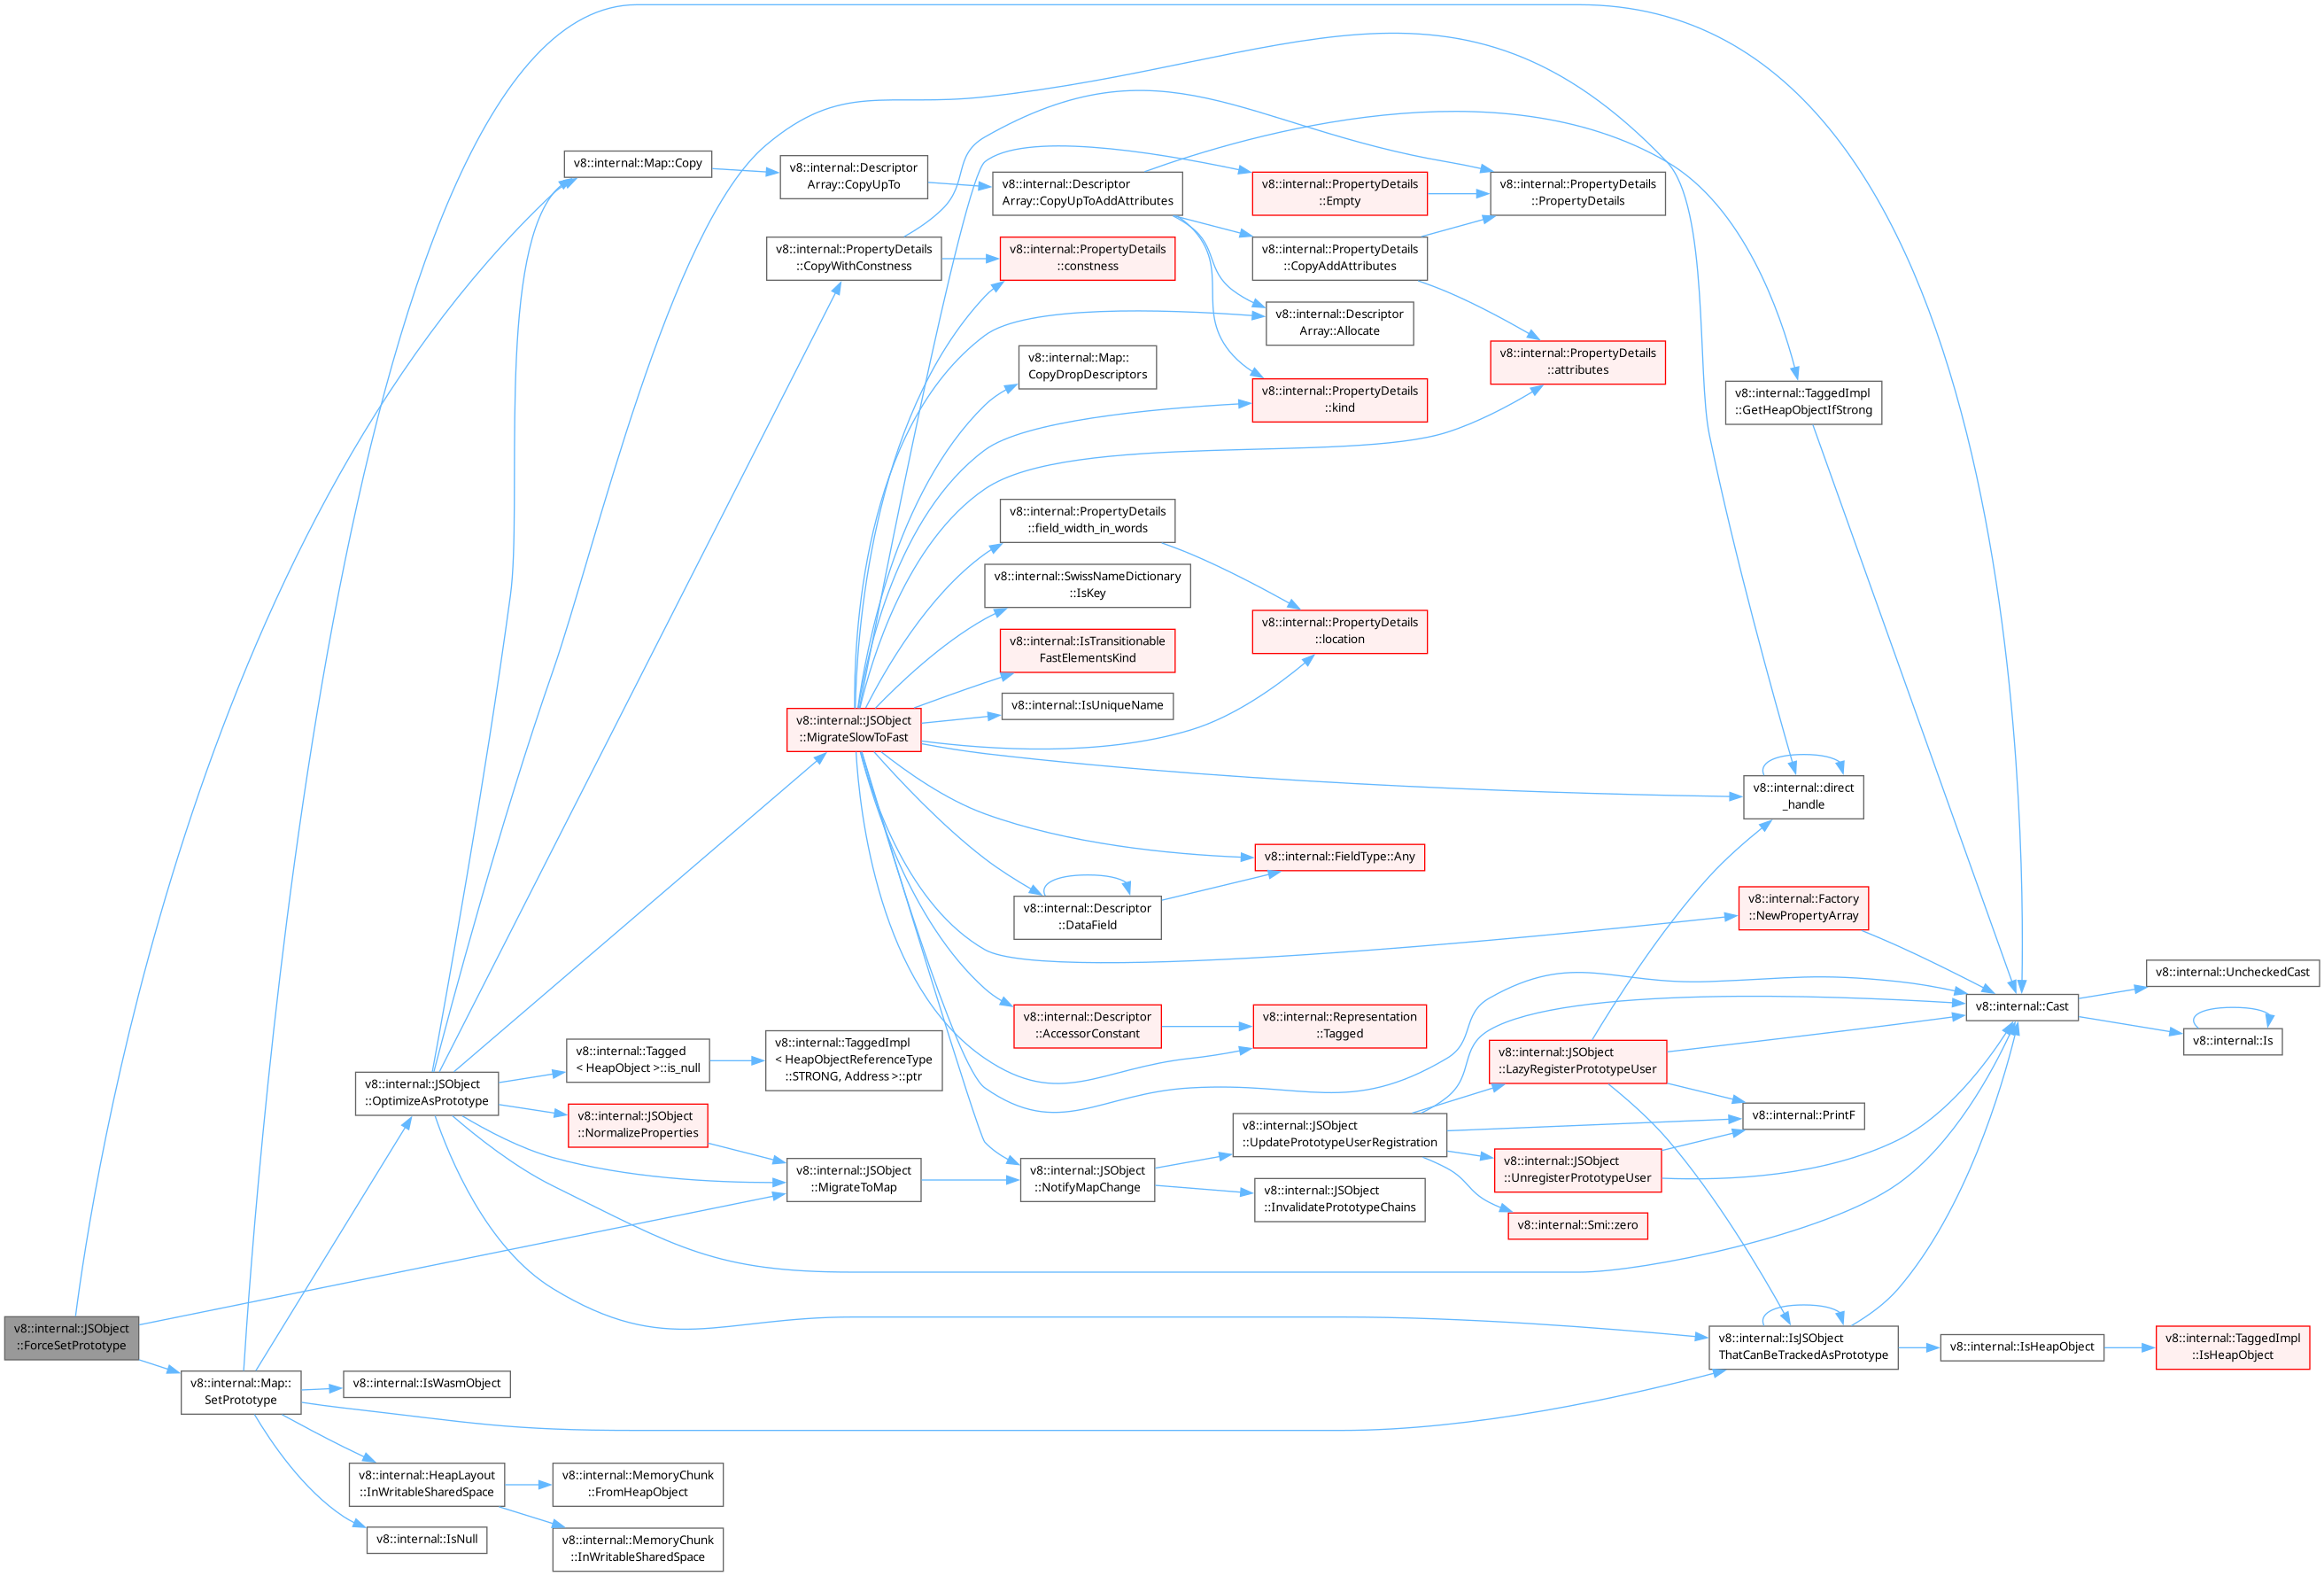 v8::internal::Map::Copy
v8::internal::Descriptor
Array::CopyUpTo
v8::internal::Descriptor
Array::CopyUpToAddAttributes
v8::internal::PropertyDetails
::Empty
v8::internal::PropertyDetails
::PropertyDetails
v8::internal::PropertyDetails
::CopyWithConstness
v8::internal::PropertyDetails
::constness
v8::internal::PropertyDetails
::CopyAddAttributes
v8::internal::Descriptor
Array::Allocate
v8::internal::Map::
CopyDropDescriptors
v8::internal::PropertyDetails
::kind
v8::internal::PropertyDetails
::attributes
v8::internal::TaggedImpl
::GetHeapObjectIfStrong
v8::internal::PropertyDetails
::field_width_in_words
v8::internal::SwissNameDictionary
::IsKey
v8::internal::PropertyDetails
::location
v8::internal::IsTransitionable
FastElementsKind
v8::internal::IsUniqueName
v8::internal::JSObject
::MigrateSlowToFast
v8::internal::direct
_handle
v8::internal::FieldType::Any
v8::internal::Descriptor
::DataField
v8::internal::Factory
::NewPropertyArray
v8::internal::UncheckedCast
v8::internal::Cast
v8::internal::Is
v8::internal::Descriptor
::AccessorConstant
v8::internal::Representation
::Tagged
v8::internal::JSObject
::LazyRegisterPrototypeUser
v8::internal::Tagged
< HeapObject >::is_null
v8::internal::TaggedImpl
< HeapObjectReferenceType
::STRONG, Address >::ptr
v8::internal::JSObject
::OptimizeAsPrototype
v8::internal::JSObject
::NormalizeProperties
v8::internal::JSObject
::UpdatePrototypeUserRegistration
v8::internal::PrintF
v8::internal::JSObject
::MigrateToMap
v8::internal::JSObject
::NotifyMapChange
v8::internal::JSObject
::UnregisterPrototypeUser
v8::internal::JSObject
::InvalidatePrototypeChains
v8::internal::Smi::zero
v8::internal::JSObject
::ForceSetPrototype
v8::internal::IsJSObject
ThatCanBeTrackedAsPrototype
v8::internal::IsHeapObject
v8::internal::TaggedImpl
::IsHeapObject
v8::internal::Map::
SetPrototype
v8::internal::IsWasmObject
v8::internal::HeapLayout
::InWritableSharedSpace
v8::internal::MemoryChunk
::FromHeapObject
v8::internal::IsNull
v8::internal::MemoryChunk
::InWritableSharedSpace